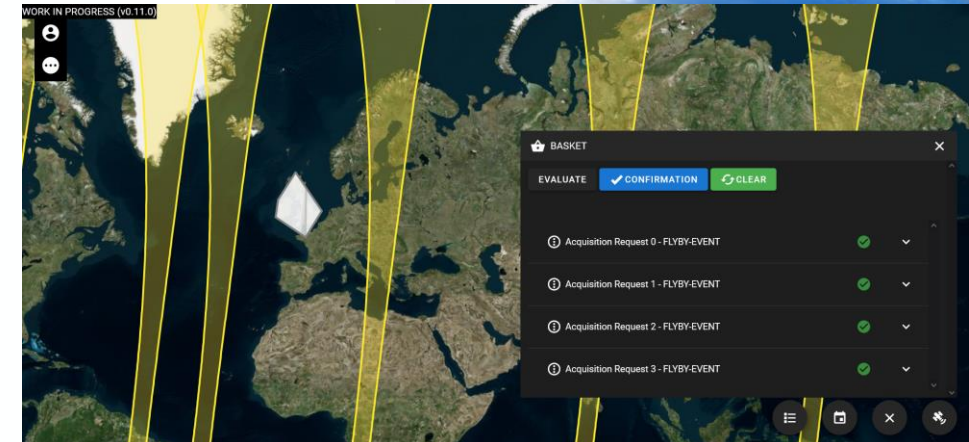 WORK IN PROGRESS (v0.11.0)
BASKET
EVALUATE CONFIRMATION CLEAR
Acquisition Request 0 - FLYBY-EVENT
Acquisition Request 1 - FLYBY-EVENT
Acquisition Request 2 - FLYBY-EVENT
Acquisition Request 3 - FLYBY-EVENT